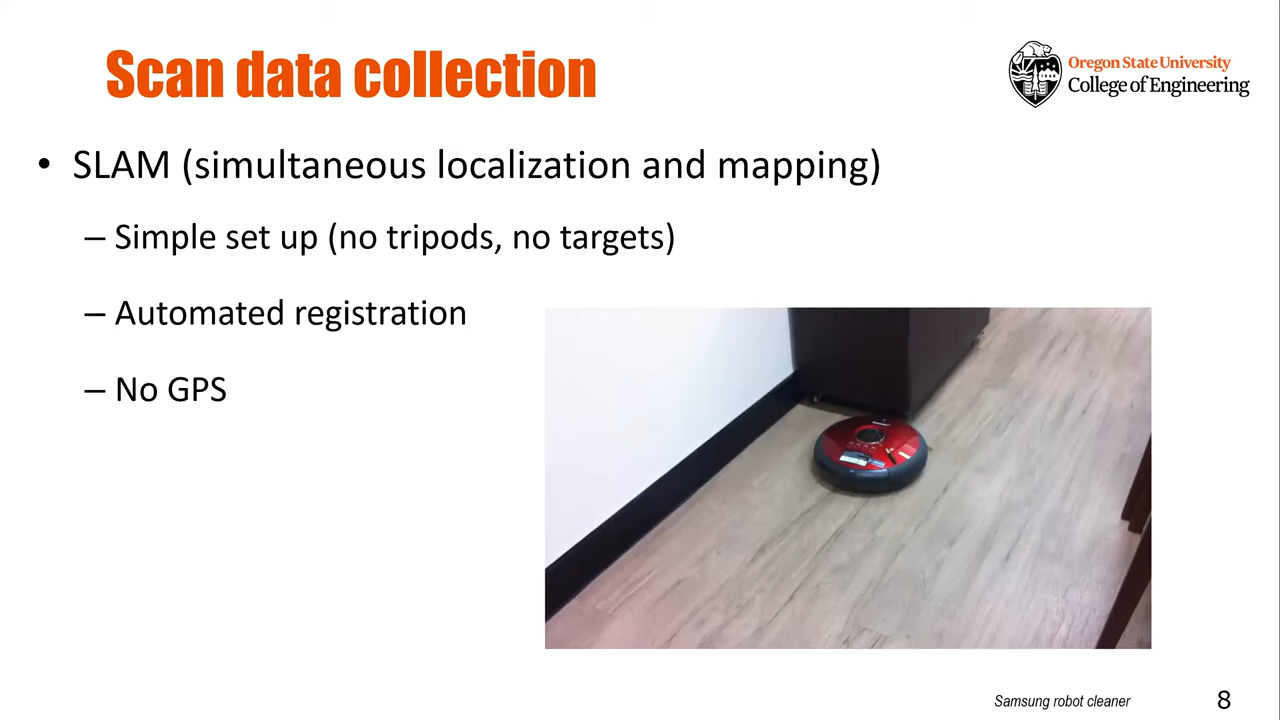 Scan data collection
Oregon State University
College of Engineering
• SLAM (simultaneous localization and mapping)
– Simple set up (no tripods, no targets)
– Automated registration
– No GPS
Samsung robot cleaner
8